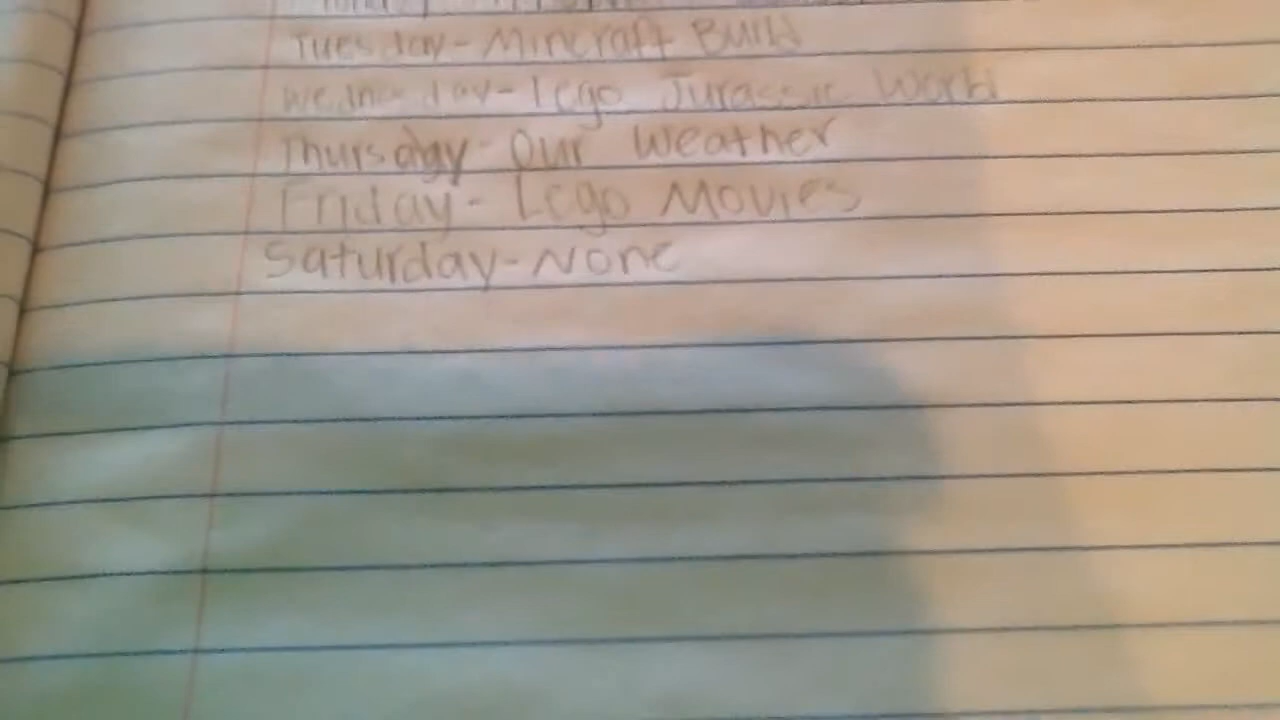 Tuesday-Mincraft Build
Wednesday-Lego Jurassic World
Thursday-Our Weather
Friday-Lego Movies
Saturday-None